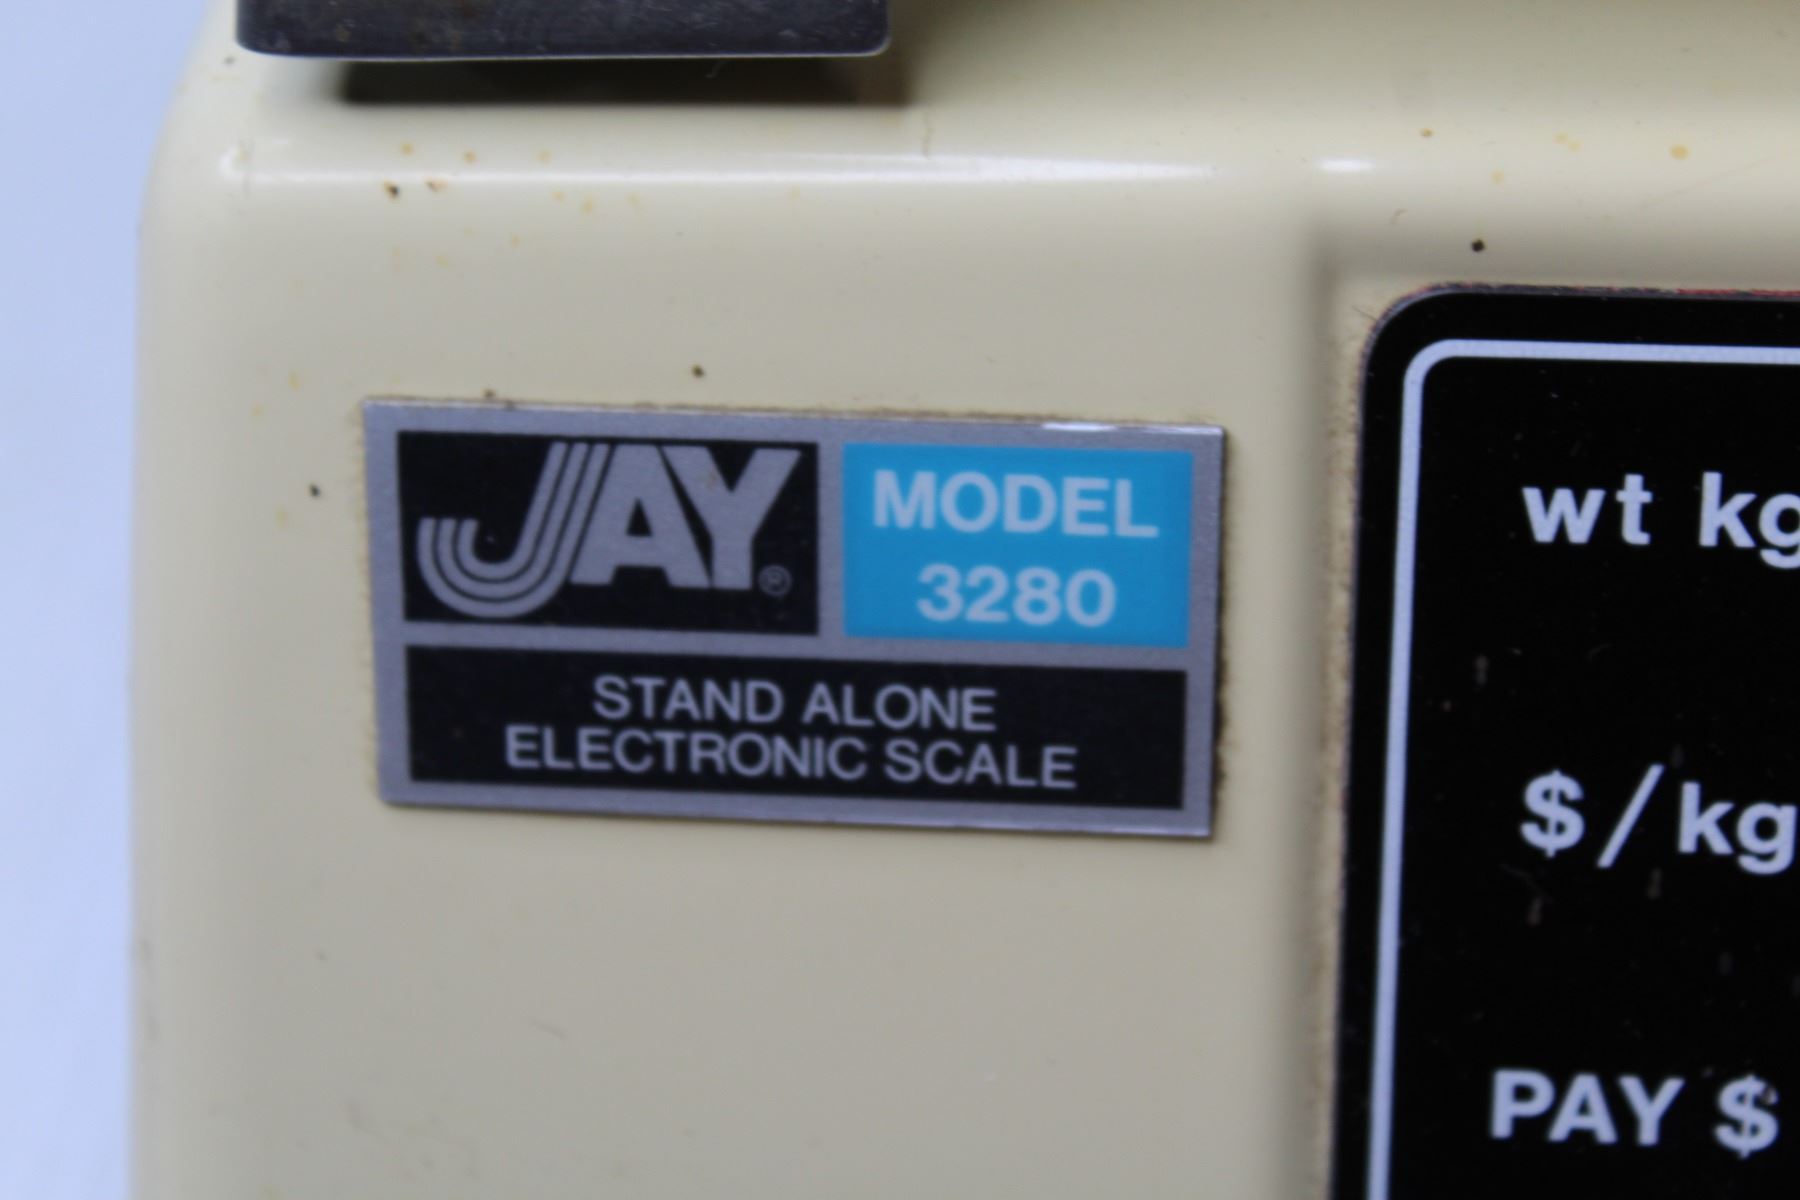 JAY®
MODEL
3280
STAND ALONE
ELECTRONIC SCALE
wt kg
$/kg
PAY $